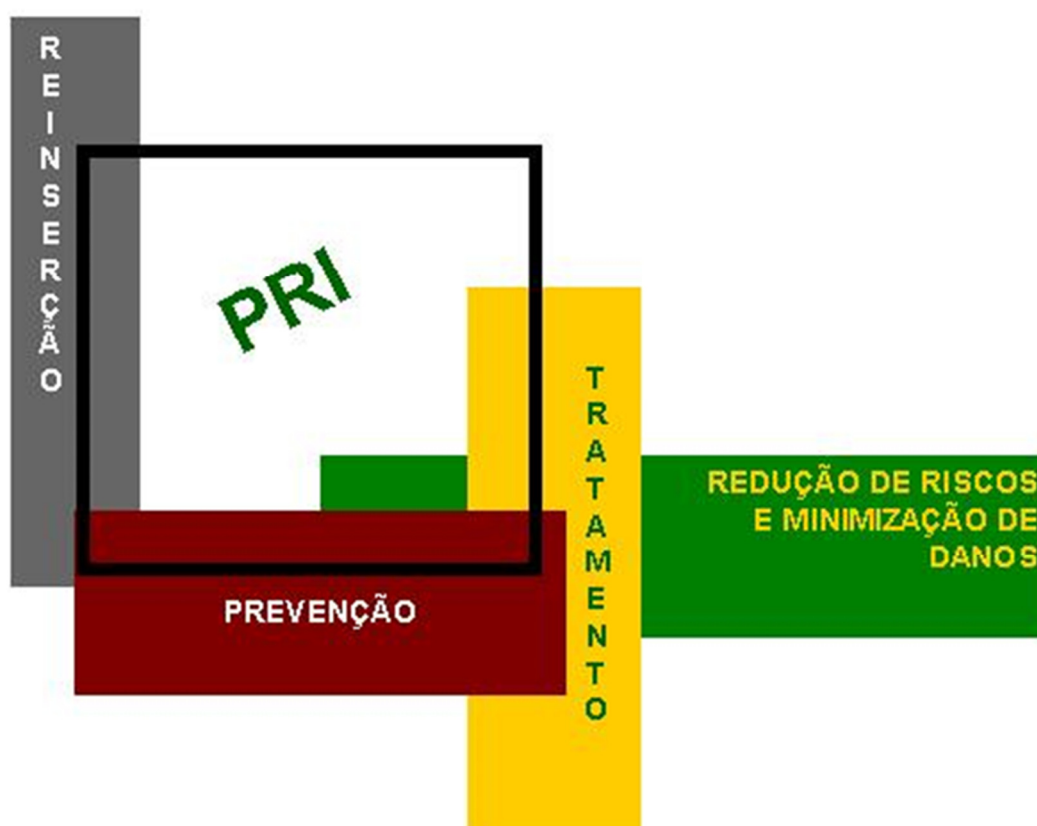 REINSERÇÃO
PRI
TRATAMENTO
REDUÇÃO DE RISCOS
E MINIMIZAÇÃO DE
DANOS
PREVENÇÃO